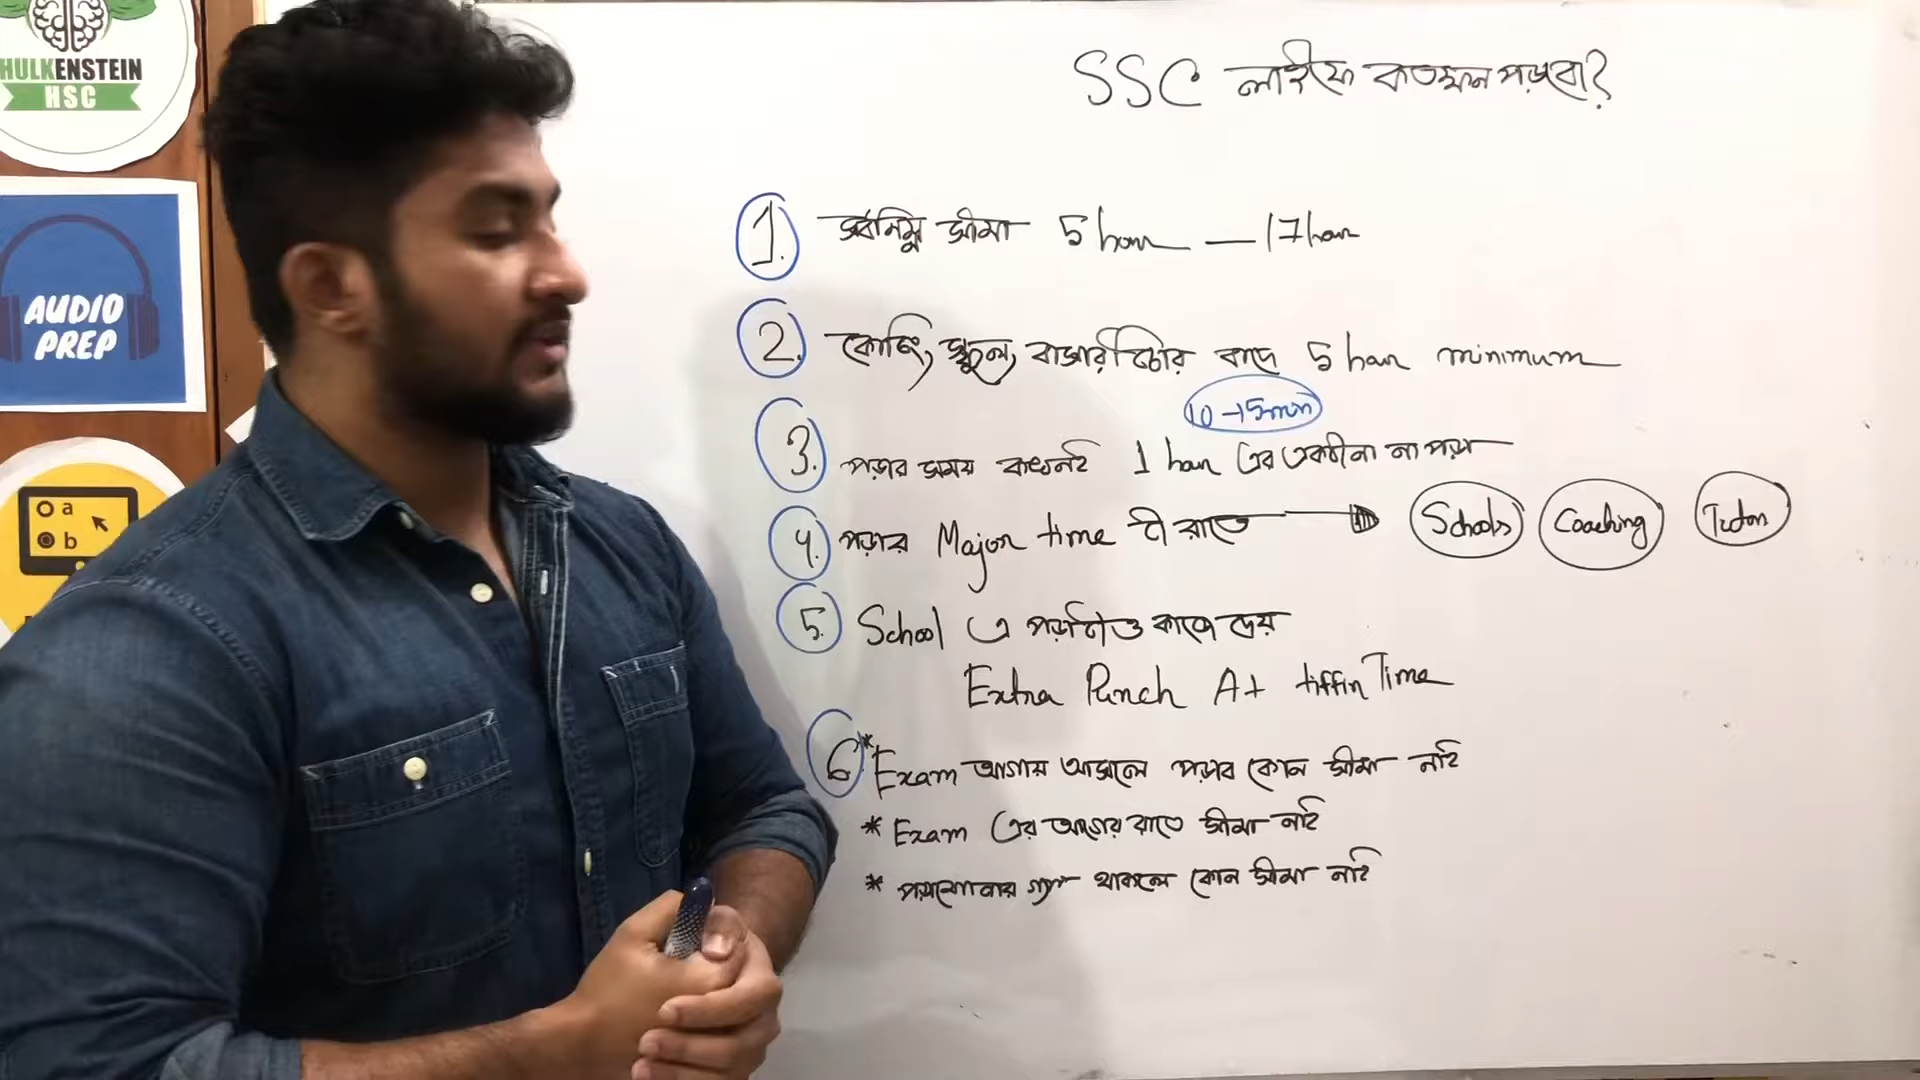 HULKENSTEIN
HSC
AUDIO
PREP
a
b
SSC লাইফে কতক্ষন পড়বো?
1. সর্বনিম্ন সীমা 5 hour — 17 hour
2. কোচিং, স্কুল, বাসার টিচার বাদে 5 hour minimum
10-15 min
3. পড়ার সময় কখনই 1 hour এর একটানা না পড়া
4. পড়ার Major time টা রাতে
Schools Coaching Tutor
5. School এ পড়াটাও কাজে দেয়
Extra Punch At tiffin Time
6 * Exam আগায় আসলে পড়ার কোন সীমা নাই
* Exam এর আগের রাতে সীমা নাই
* পড়াশোনার গ্যাপ থাকলে কোন সীমা নাই